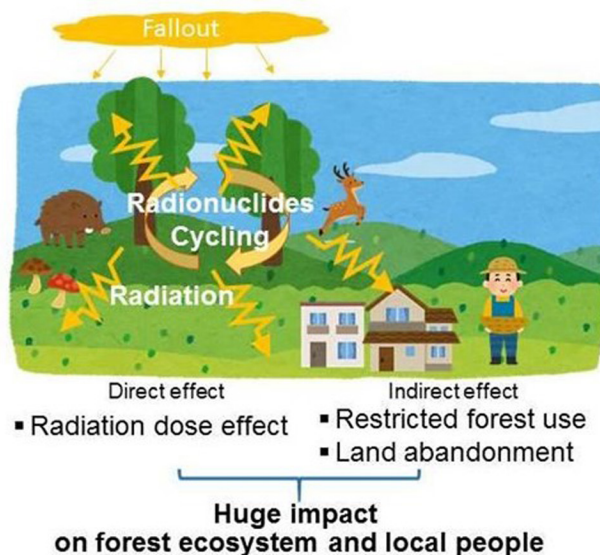 Fallout
Radionuclides
Cycling
Radiation
Direct effect
▪ Radiation dose effect
Indirect effect
▪ Restricted forest use
▪ Land abandonment
Huge impact
on forest ecosystem and local people